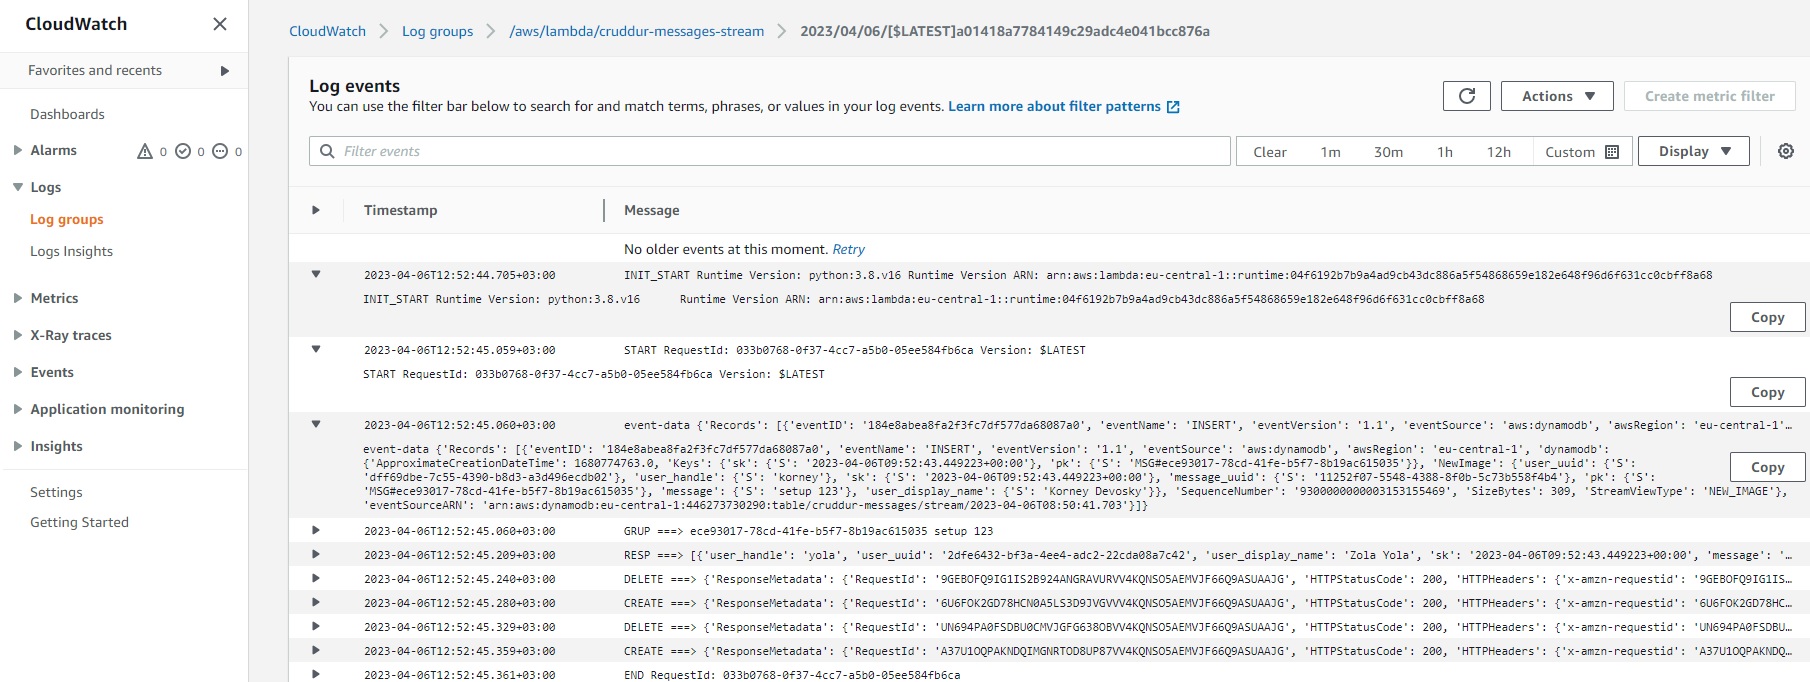 CloudWatch
Favorites and recents
Dashboards
Alarms 0 0 0
Logs
Log groups
Logs Insights
Metrics
X-Ray traces
Events
Application monitoring
Insights
Settings
Getting Started
CloudWatch Log groups /aws/lambda/cruddur-messages-stream 2023/04/06/[$LATEST]a01418a7784149c29adc4e041bcc876a
Log events
You can use the filter bar below to search for and match terms, phrases, or values in your log events. Learn more about filter patterns
Actions Create metric filter
Filter events Clear 1m 30m 1h 12h Custom Display
Timestamp Message
No older events at this moment. Retry
2023-04-06T12:52:44.705+03:00 INIT_START Runtime Version: python:3.8.v16 Runtime Version ARN: arn:aws:lambda:eu-central-1::runtime:04f6192b7b9a4ad9cb43dc886a5f54868659e182e648f96d6f631cc0cbff8a68
INIT_START Runtime Version: python:3.8.v16 Runtime Version ARN: arn:aws:lambda:eu-central-1::runtime:04f6192b7b9a4ad9cb43dc886a5f54868659e182e648f96d6f631cc0cbff8a68
Copy
2023-04-06T12:52:45.059+03:00 START RequestId: 033b0768-0f37-4cc7-a5b0-05ee584fb6ca Version: $LATEST
START RequestId: 033b0768-0f37-4cc7-a5b0-05ee584fb6ca Version: $LATEST
Copy
2023-04-06T12:52:45.060+03:00 event-data {'Records': [{'eventID': '184e8abea8fa2f3fc7df577da68087a0', 'eventName': 'INSERT', 'eventVersion': '1.1', 'eventSource': 'aws:dynamodb', 'awsRegion': 'eu-central-1'…
event-data {'Records': [{'eventID': '184e8abea8fa2f3fc7df577da68087a0', 'eventName': 'INSERT', 'eventVersion': '1.1', 'eventSource': 'aws:dynamodb', 'awsRegion': 'eu-central-1', 'dynamodb':
{'ApproximateCreationDateTime': 1680774763.0, 'Keys': {'sk': {'S': '2023-04-06T09:52:43.449223+00:00'}, 'pk': {'S': 'MSG#ece93017-78cd-41fe-b5f7-8b19ac615035'}}, 'NewImage': {'user_uuid': {'S':
'dff69dbe-7c55-4390-b8d3-a3d496ecdb02'}, 'user_handle': {'S': 'korney'}, 'sk': {'S': '2023-04-06T09:52:43.449223+00:00'}, 'message_uuid': {'S': '11252f07-5548-4388-8f0b-5c73b558f4b4'}, 'pk': {'S':
'MSG#ece93017-78cd-41fe-b5f7-8b19ac615035'}, 'message': {'S': 'setup 123'}, 'user_display_name': {'S': 'Korney Devosky'}}, 'SequenceNumber': '9300000000003153155469', 'SizeBytes': 309, 'StreamViewType': 'NEW_IMAGE'},
'eventSourceARN': 'arn:aws:dynamodb:eu-central-1:446273730290:table/cruddur-messages/stream/2023-04-06T08:50:41.703'}]}
Copy
2023-04-06T12:52:45.060+03:00 GRUP ===> ece93017-78cd-41fe-b5f7-8b19ac615035 setup 123
2023-04-06T12:52:45.209+03:00 RESP ===> [{'user_handle': 'yola', 'user_uuid': '2dfe6432-bf3a-4ee4-adc2-22cda08a7c42', 'user_display_name': 'Zola Yola', 'sk': '2023-04-06T09:52:43.449223+00:00', 'message': '…
2023-04-06T12:52:45.240+03:00 DELETE ===> {'ResponseMetadata': {'RequestId': '9GEBOFQ9IG1IS2B924ANGRAVURVV4KQNSO5AEMVJF66Q9ASUAAJG', 'HTTPStatusCode': 200, 'HTTPHeaders': {'x-amzn-requestid': '9GEBOFQ9IG1IS…
2023-04-06T12:52:45.280+03:00 CREATE ===> {'ResponseMetadata': {'RequestId': '6U6FOK2GD78HCN0A5LS3D9JVGVVV4KQNSO5AEMVJF66Q9ASUAAJG', 'HTTPStatusCode': 200, 'HTTPHeaders': {'x-amzn-requestid': '6U6FOK2GD78HC…
2023-04-06T12:52:45.329+03:00 DELETE ===> {'ResponseMetadata': {'RequestId': 'UN694PA0FSDBU0CMVJGFG638OBVV4KQNSO5AEMVJF66Q9ASUAAJG', 'HTTPStatusCode': 200, 'HTTPHeaders': {'x-amzn-requestid': 'UN694PA0FSDBU…
2023-04-06T12:52:45.359+03:00 CREATE ===> {'ResponseMetadata': {'RequestId': 'A37U1OQPAKNDQIMGNRTOD8UP87VV4KQNSO5AEMVJF66Q9ASUAAJG', 'HTTPStatusCode': 200, 'HTTPHeaders': {'x-amzn-requestid': 'A37U1OQPAKNDQ…
2023-04-06T12:52:45.361+03:00 END RequestId: 033b0768-0f37-4cc7-a5b0-05ee584fb6ca